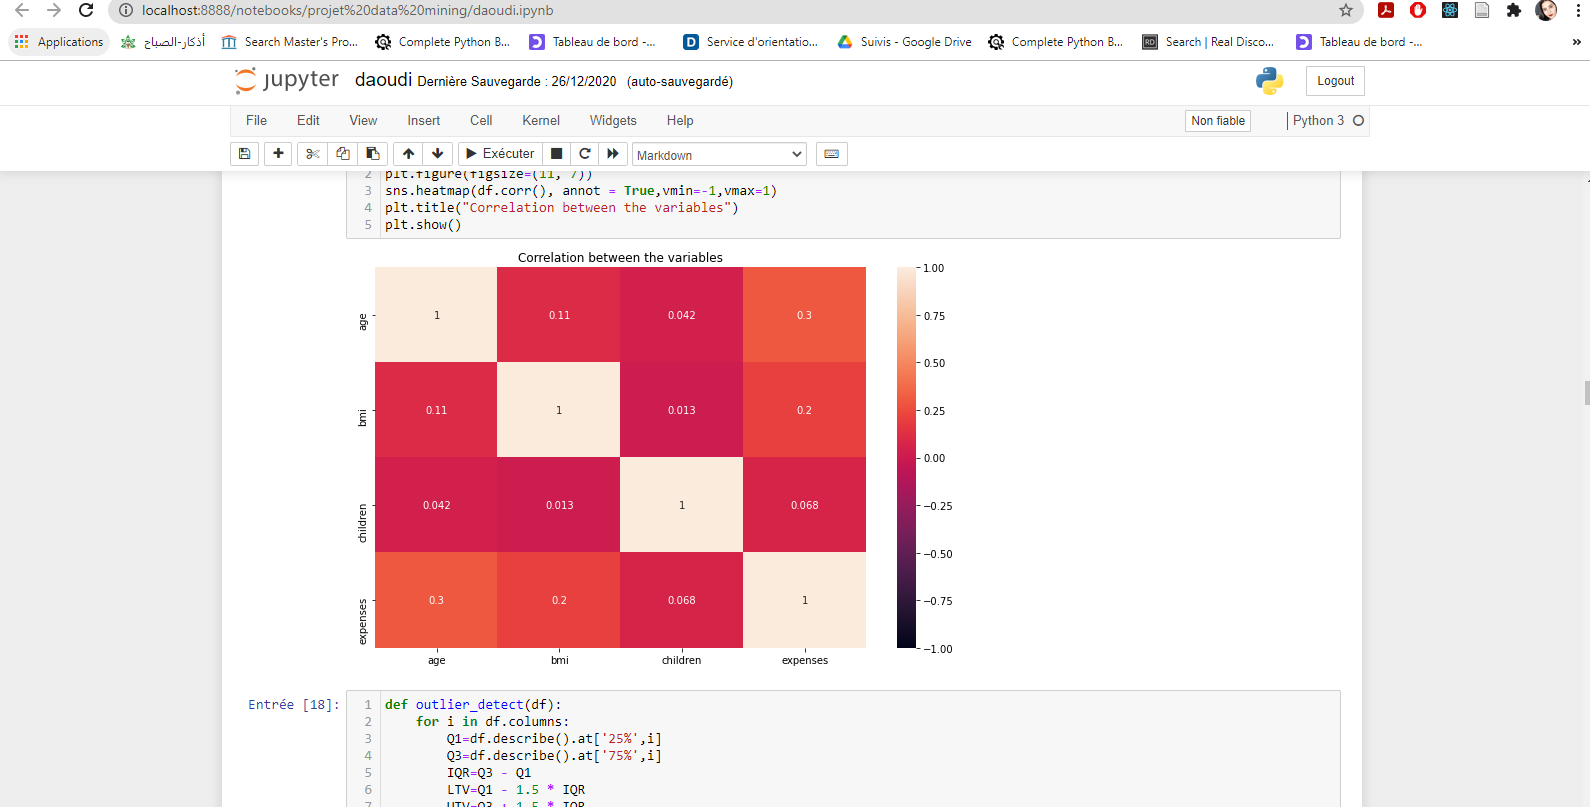 localhost:8888/notebooks/projet%20data%20mining/daoudi.ipynb
Applications أذكار-الصباح Search Master's Pro... Complete Python B... Tableau de bord -... D Service d'orientatio... Suivis - Google Drive Complete Python B... RD Search | Real Disco... Tableau de bord -... »
jupyter daoudi Dernière Sauvegarde : 26/12/2020 (auto-sauvegardé) Logout
File Edit View Insert Cell Kernel Widgets Help Non fiable Python 3
Exécuter Markdown
2 plt.figure(figsize=(11, 7))
3 sns.heatmap(df.corr(), annot = True,vmin=-1,vmax=1)
4 plt.title("Correlation between the variables")
5 plt.show()
Correlation between the variables
age 1 0.11 0.042 0.3
bmi 0.11 1 0.013 0.2
children 0.042 0.013 1 0.068
expenses 0.3 0.2 0.068 1
age bmi children expenses
1.00
0.75
0.50
0.25
0.00
−0.25
−0.50
−0.75
−1.00
Entrée [18]:
1 def outlier_detect(df):
2 for i in df.columns:
3 Q1=df.describe().at['25%',i]
4 Q3=df.describe().at['75%',i]
5 IQR=Q3 - Q1
6 LTV=Q1 - 1.5 * IQR
7 UTV=Q3 + 1.5 * IQR